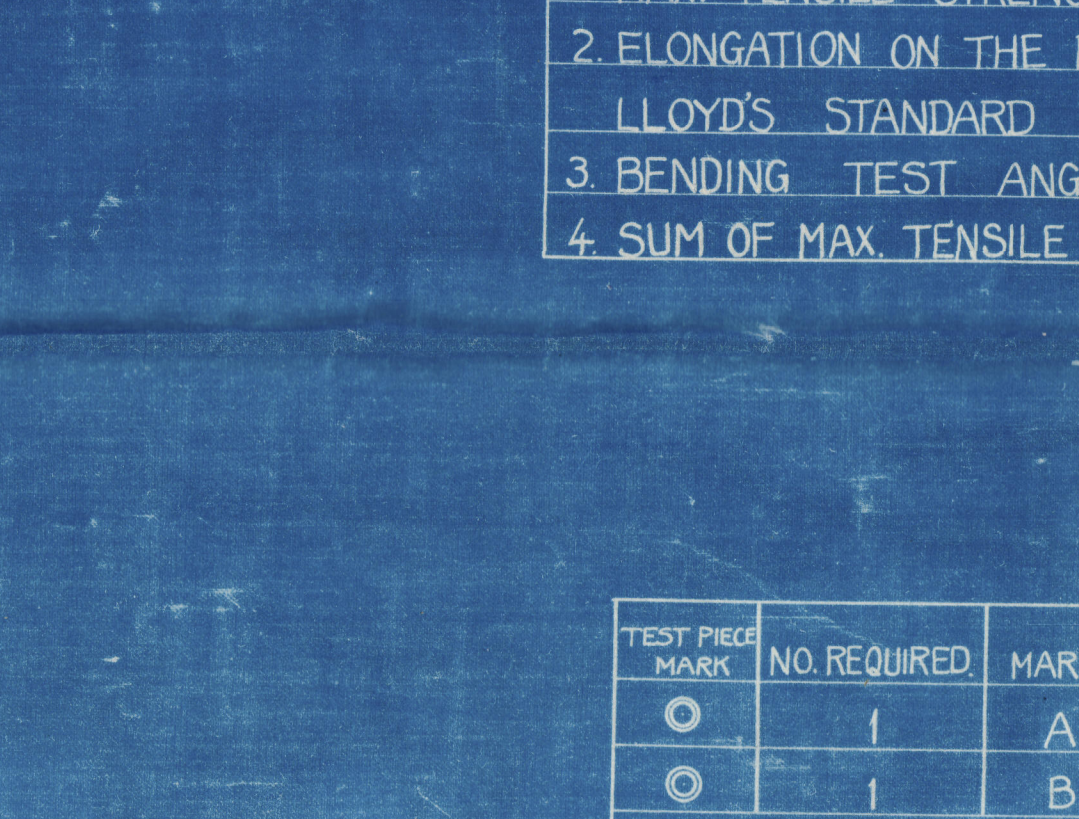 2. ELONGATION ON THE
LLOYD'S STANDARD
3. BENDING TEST ANG
4. SUM OF MAX. TENSILE
TEST PIECE
MARK
NO. REQUIRED.
MAR
1
A
1
B